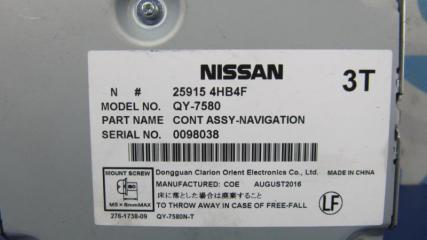 NISSAN
3T
N # 25915 4HB4F
MODEL NO. QY-7580
PART NAME CONT ASSY-NAVIGATION
SERIAL NO. 0098038
MOUNT SCREW
M5×8mmMAX
Dongguan Clarion Orient Electronics Co., Ltd. MADE IN CHINA
MANUFACTURED: COE AUGUST2016
床に落とした場合は廃棄すること
TO THROW AWAY IN CASE OF FREE-FALL
LF
276-1738-09 QY-7580N-T